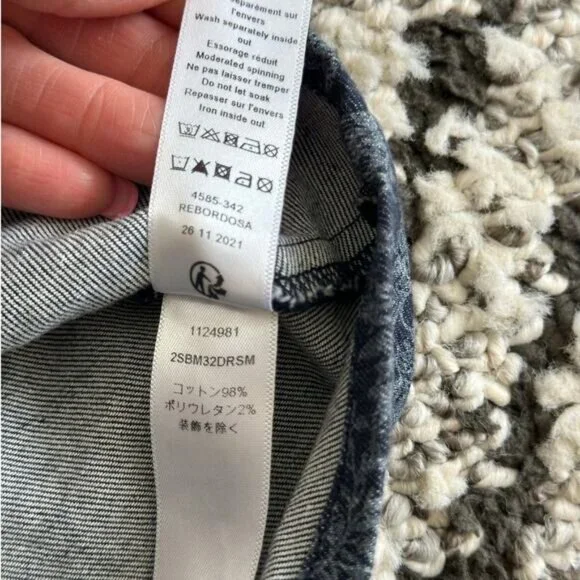 séparément sur
l'envers
Wash separately inside
out
Essorage réduit
Moderated spinning
Ne pas laisser tremper
Do not let soak
Repasser sur l'envers
Iron inside out
4585-342
REBORDOSA
26 11 2021
1124981
2SBM32DRSM
コットン98%
ポリウレタン2%
装飾を除く